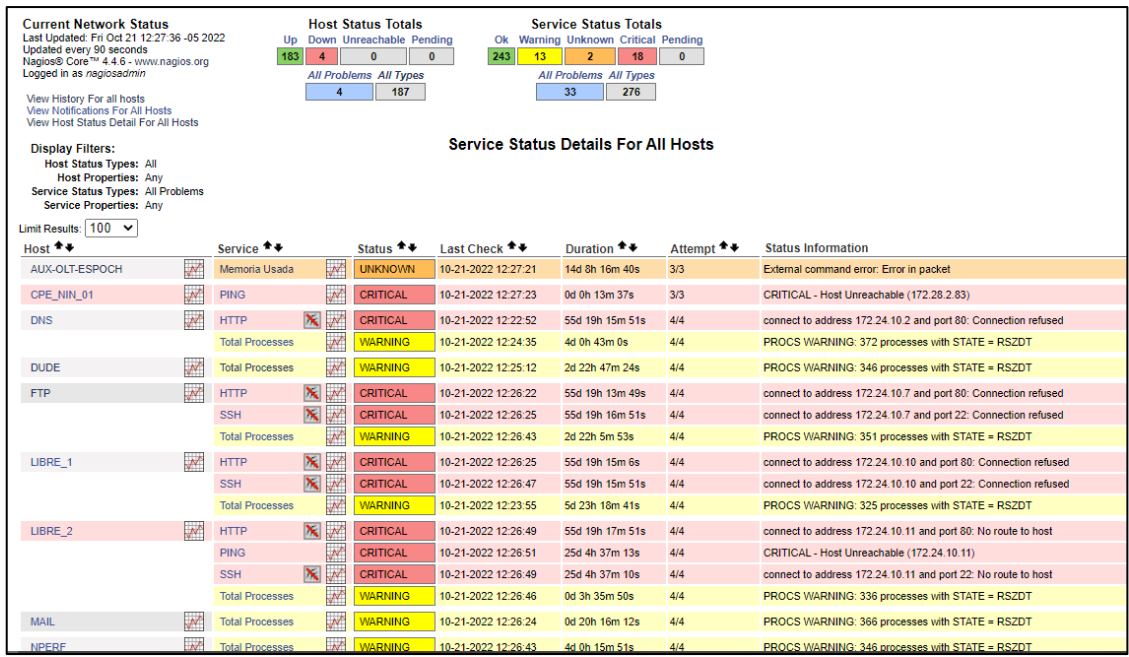 Current Network Status
Last Updated: Fri Oct 21 12:27:36 -05 2022
Updated every 90 seconds
Nagios® Core™ 4.4.6 - www.nagios.org
Logged in as nagiosadmin
View History For all hosts
View Notifications For All Hosts
View Host Status Detail For All Hosts
Host Status Totals
Up Down Unreachable Pending
183 4 0 0
All Problems All Types
4 187
Service Status Totals
Ok Warning Unknown Critical Pending
243 13 2 18 0
All Problems All Types
33 276
Display Filters:
Host Status Types: All
Host Properties: Any
Service Status Types: All Problems
Service Properties: Any
Service Status Details For All Hosts
Limit Results: 100
Host Service Status Last Check Duration Attempt Status Information
AUX-OLT-ESPOCH Memoria Usada UNKNOWN 10-21-2022 12:27:21 14d 8h 16m 40s 3/3 External command error: Error in packet
CPE_NIN_01 PING CRITICAL 10-21-2022 12:27:23 0d 0h 13m 37s 3/3 CRITICAL - Host Unreachable (172.28.2.83)
DNS HTTP CRITICAL 10-21-2022 12:22:52 55d 19h 15m 51s 4/4 connect to address 172.24.10.2 and port 80: Connection refused
Total Processes WARNING 10-21-2022 12:24:35 4d 0h 43m 0s 4/4 PROCS WARNING: 372 processes with STATE = RSZDT
DUDE Total Processes WARNING 10-21-2022 12:25:12 2d 22h 47m 24s 4/4 PROCS WARNING: 346 processes with STATE = RSZDT
FTP HTTP CRITICAL 10-21-2022 12:26:22 55d 19h 13m 49s 4/4 connect to address 172.24.10.7 and port 80: Connection refused
SSH CRITICAL 10-21-2022 12:26:25 55d 19h 16m 51s 4/4 connect to address 172.24.10.7 and port 22: Connection refused
Total Processes WARNING 10-21-2022 12:26:43 2d 22h 5m 53s 4/4 PROCS WARNING: 351 processes with STATE = RSZDT
LIBRE_1 HTTP CRITICAL 10-21-2022 12:26:25 55d 19h 15m 6s 4/4 connect to address 172.24.10.10 and port 80: Connection refused
SSH CRITICAL 10-21-2022 12:26:47 55d 19h 15m 51s 4/4 connect to address 172.24.10.10 and port 22: Connection refused
Total Processes WARNING 10-21-2022 12:23:55 5d 23h 18m 41s 4/4 PROCS WARNING: 325 processes with STATE = RSZDT
LIBRE_2 HTTP CRITICAL 10-21-2022 12:26:49 55d 19h 17m 51s 4/4 connect to address 172.24.10.11 and port 80: No route to host
PING CRITICAL 10-21-2022 12:26:51 25d 4h 37m 13s 4/4 CRITICAL - Host Unreachable (172.24.10.11)
SSH CRITICAL 10-21-2022 12:26:49 25d 4h 37m 10s 4/4 connect to address 172.24.10.11 and port 22: No route to host
Total Processes WARNING 10-21-2022 12:26:46 0d 3h 35m 50s 4/4 PROCS WARNING: 336 processes with STATE = RSZDT
MAIL Total Processes WARNING 10-21-2022 12:26:24 0d 20h 16m 12s 4/4 PROCS WARNING: 366 processes with STATE = RSZDT
NPERF Total Processes WARNING 10-21-2022 12:26:43 4d 0h 15m 51s 4/4 PROCS WARNING: 346 processes with STATE = RSZDT